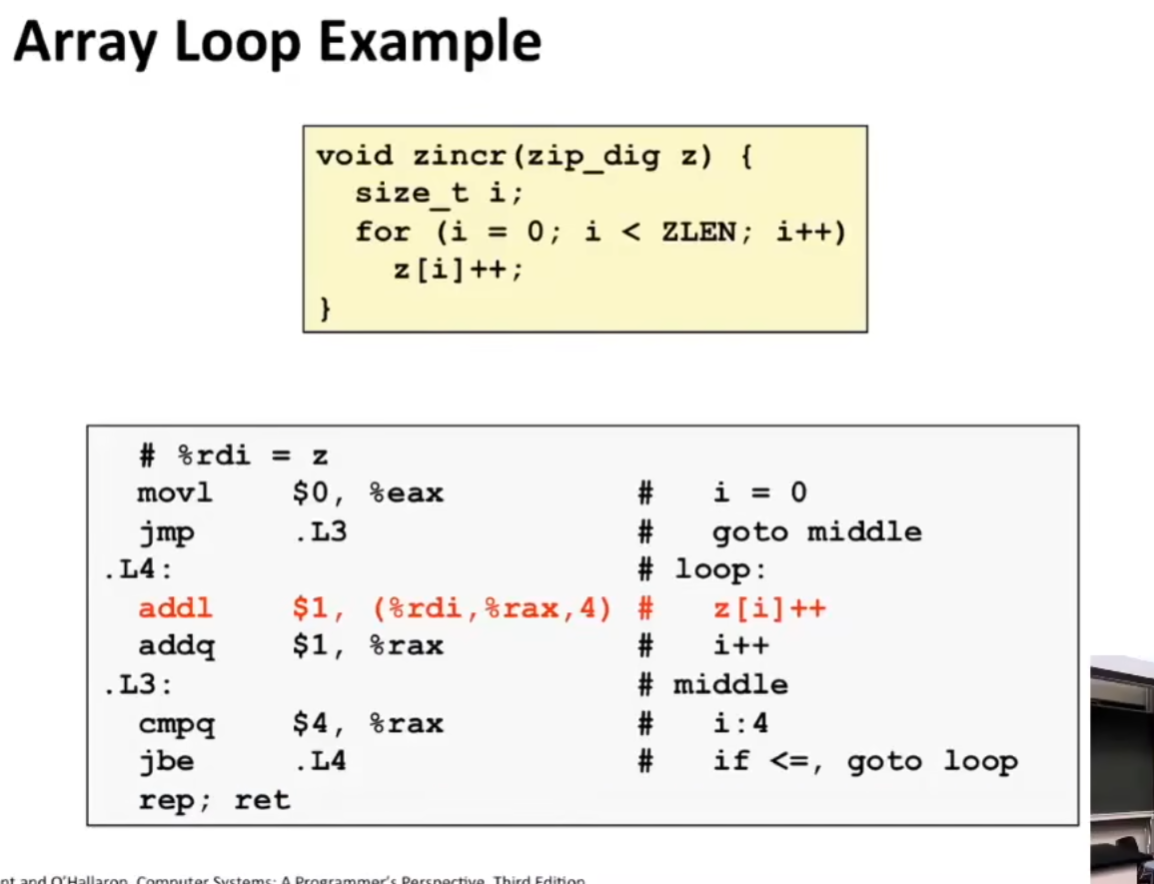 Array Loop Example
void zincr(zip_dig z) {
size_t i;
for (i = 0; i < ZLEN; i++)
z[i]++;
}
# %rdi = z
movl $0, %eax # i = 0
jmp .L3 # goto middle
.L4: # loop:
addl $1, (%rdi,%rax,4) # z[i]++
addq $1, %rax # i++
.L3: # middle
cmpq $4, %rax # i:4
jbe .L4 # if <=, goto loop
rep; ret
and O'Hallaron, Computer Systems: A Programmer's Perspective, Third Edition